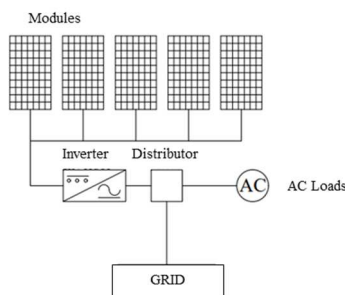 Modules
Inverter
Distributor
AC
AC Loads
GRID